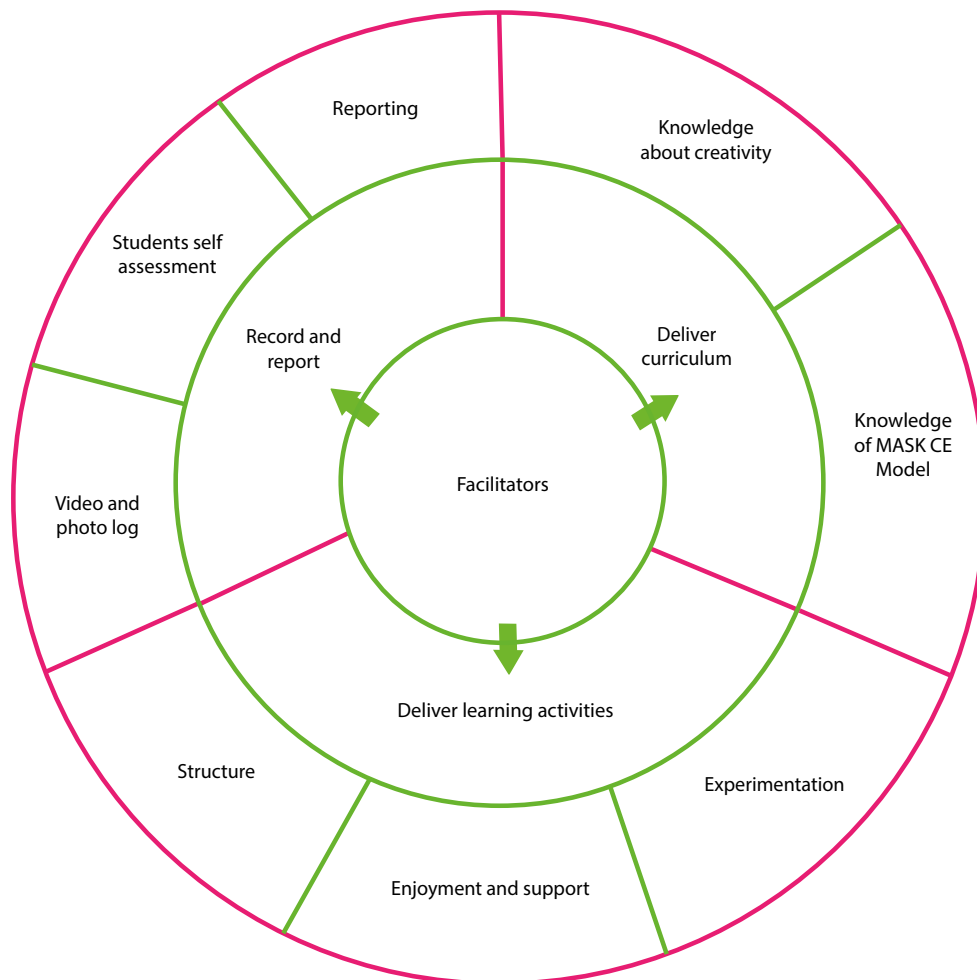 Reporting
Knowledge
about creativity
Students self
assessment
Record and
report
Deliver
curriculum
Knowledge
of MASK CE
Model
Facilitators
Video and
photo log
Deliver learning activities
Structure
Experimentation
Enjoyment and support